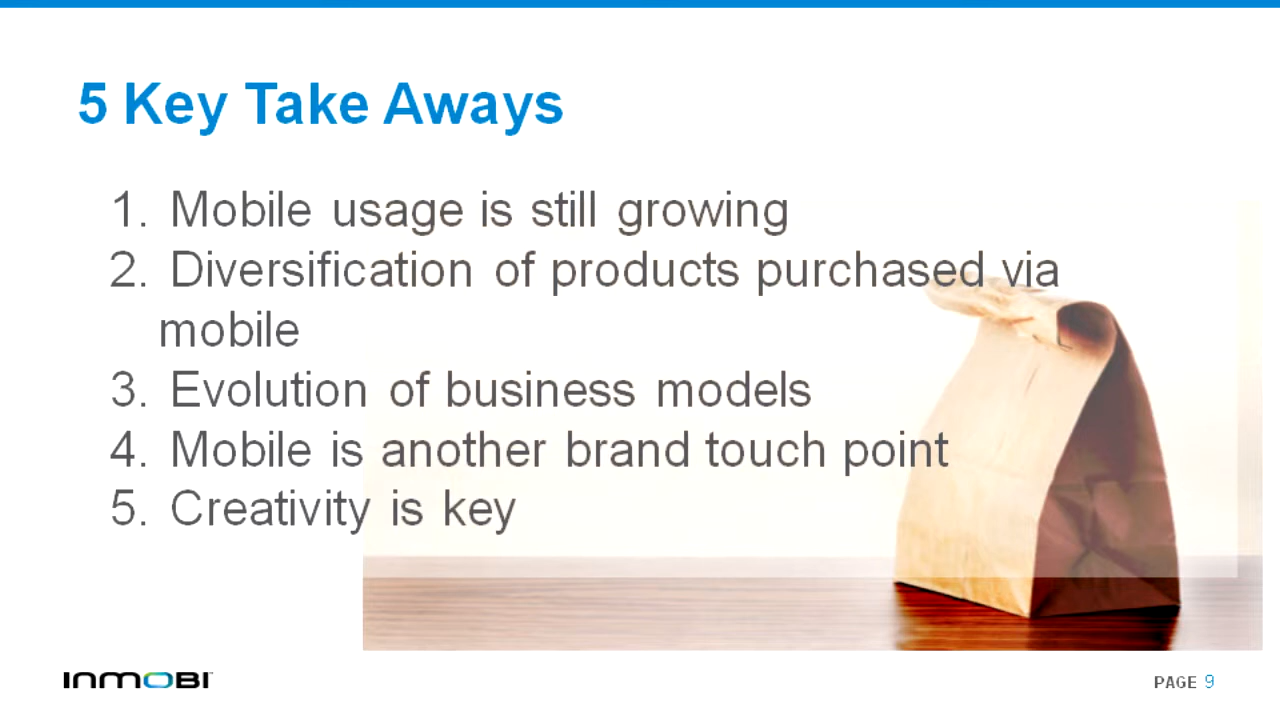 5 Key Take Aways
1. Mobile usage is still growing
2. Diversification of products purchased via
mobile
3. Evolution of business models
4. Mobile is another brand touch point
5. Creativity is key
INMOBI
PAGE 9